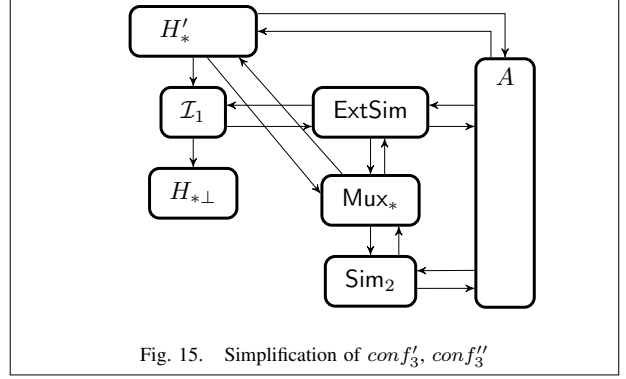 H′∗
A
I₁
ExtSim
H∗⊥
Mux∗
Sim₂
Fig. 15. Simplification of conf′₃, conf″₃